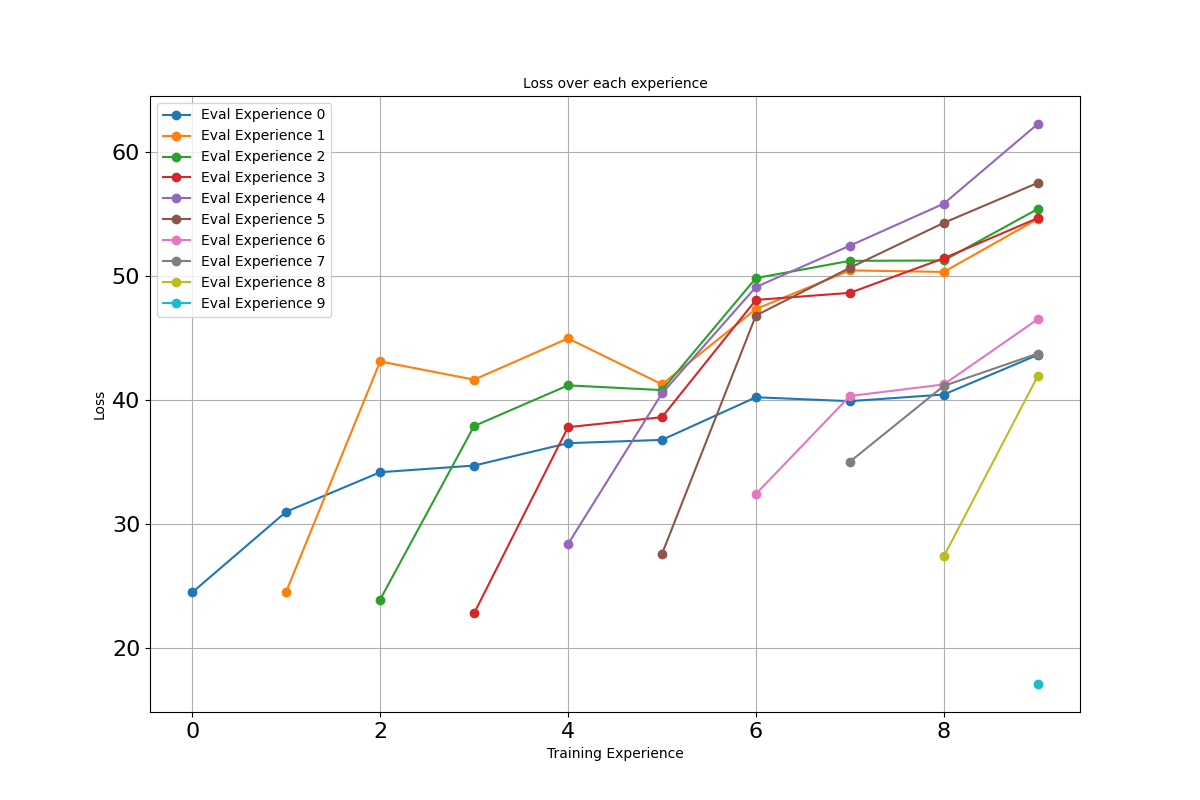 Loss over each experience
Eval Experience 0
Eval Experience 1
Eval Experience 2
Eval Experience 3
Eval Experience 4
Eval Experience 5
Eval Experience 6
Eval Experience 7
Eval Experience 8
Eval Experience 9
60
50
40
30
20
Loss
0 2 4 6 8
Training Experience